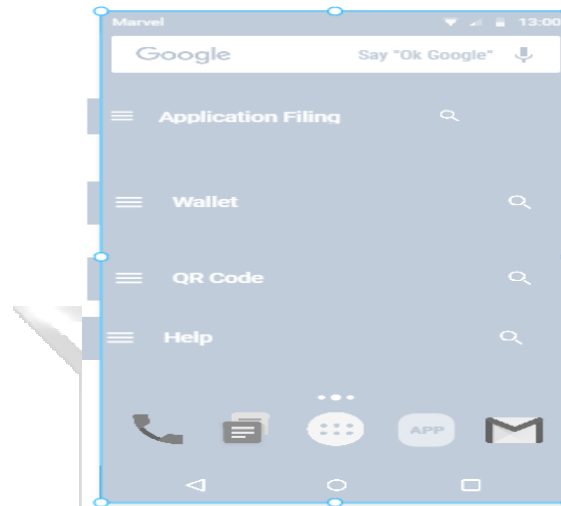 Marvel 13:00
Google Say "Ok Google"
Application Filing
Wallet
QR Code
Help
APP